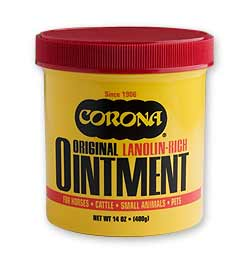 Since 1906
CORONA
ORIGINAL LANOLIN-RICH
OINTMENT
FOR HORSES • CATTLE • SMALL ANIMALS • PETS
NET WT 14 OZ • (400g)